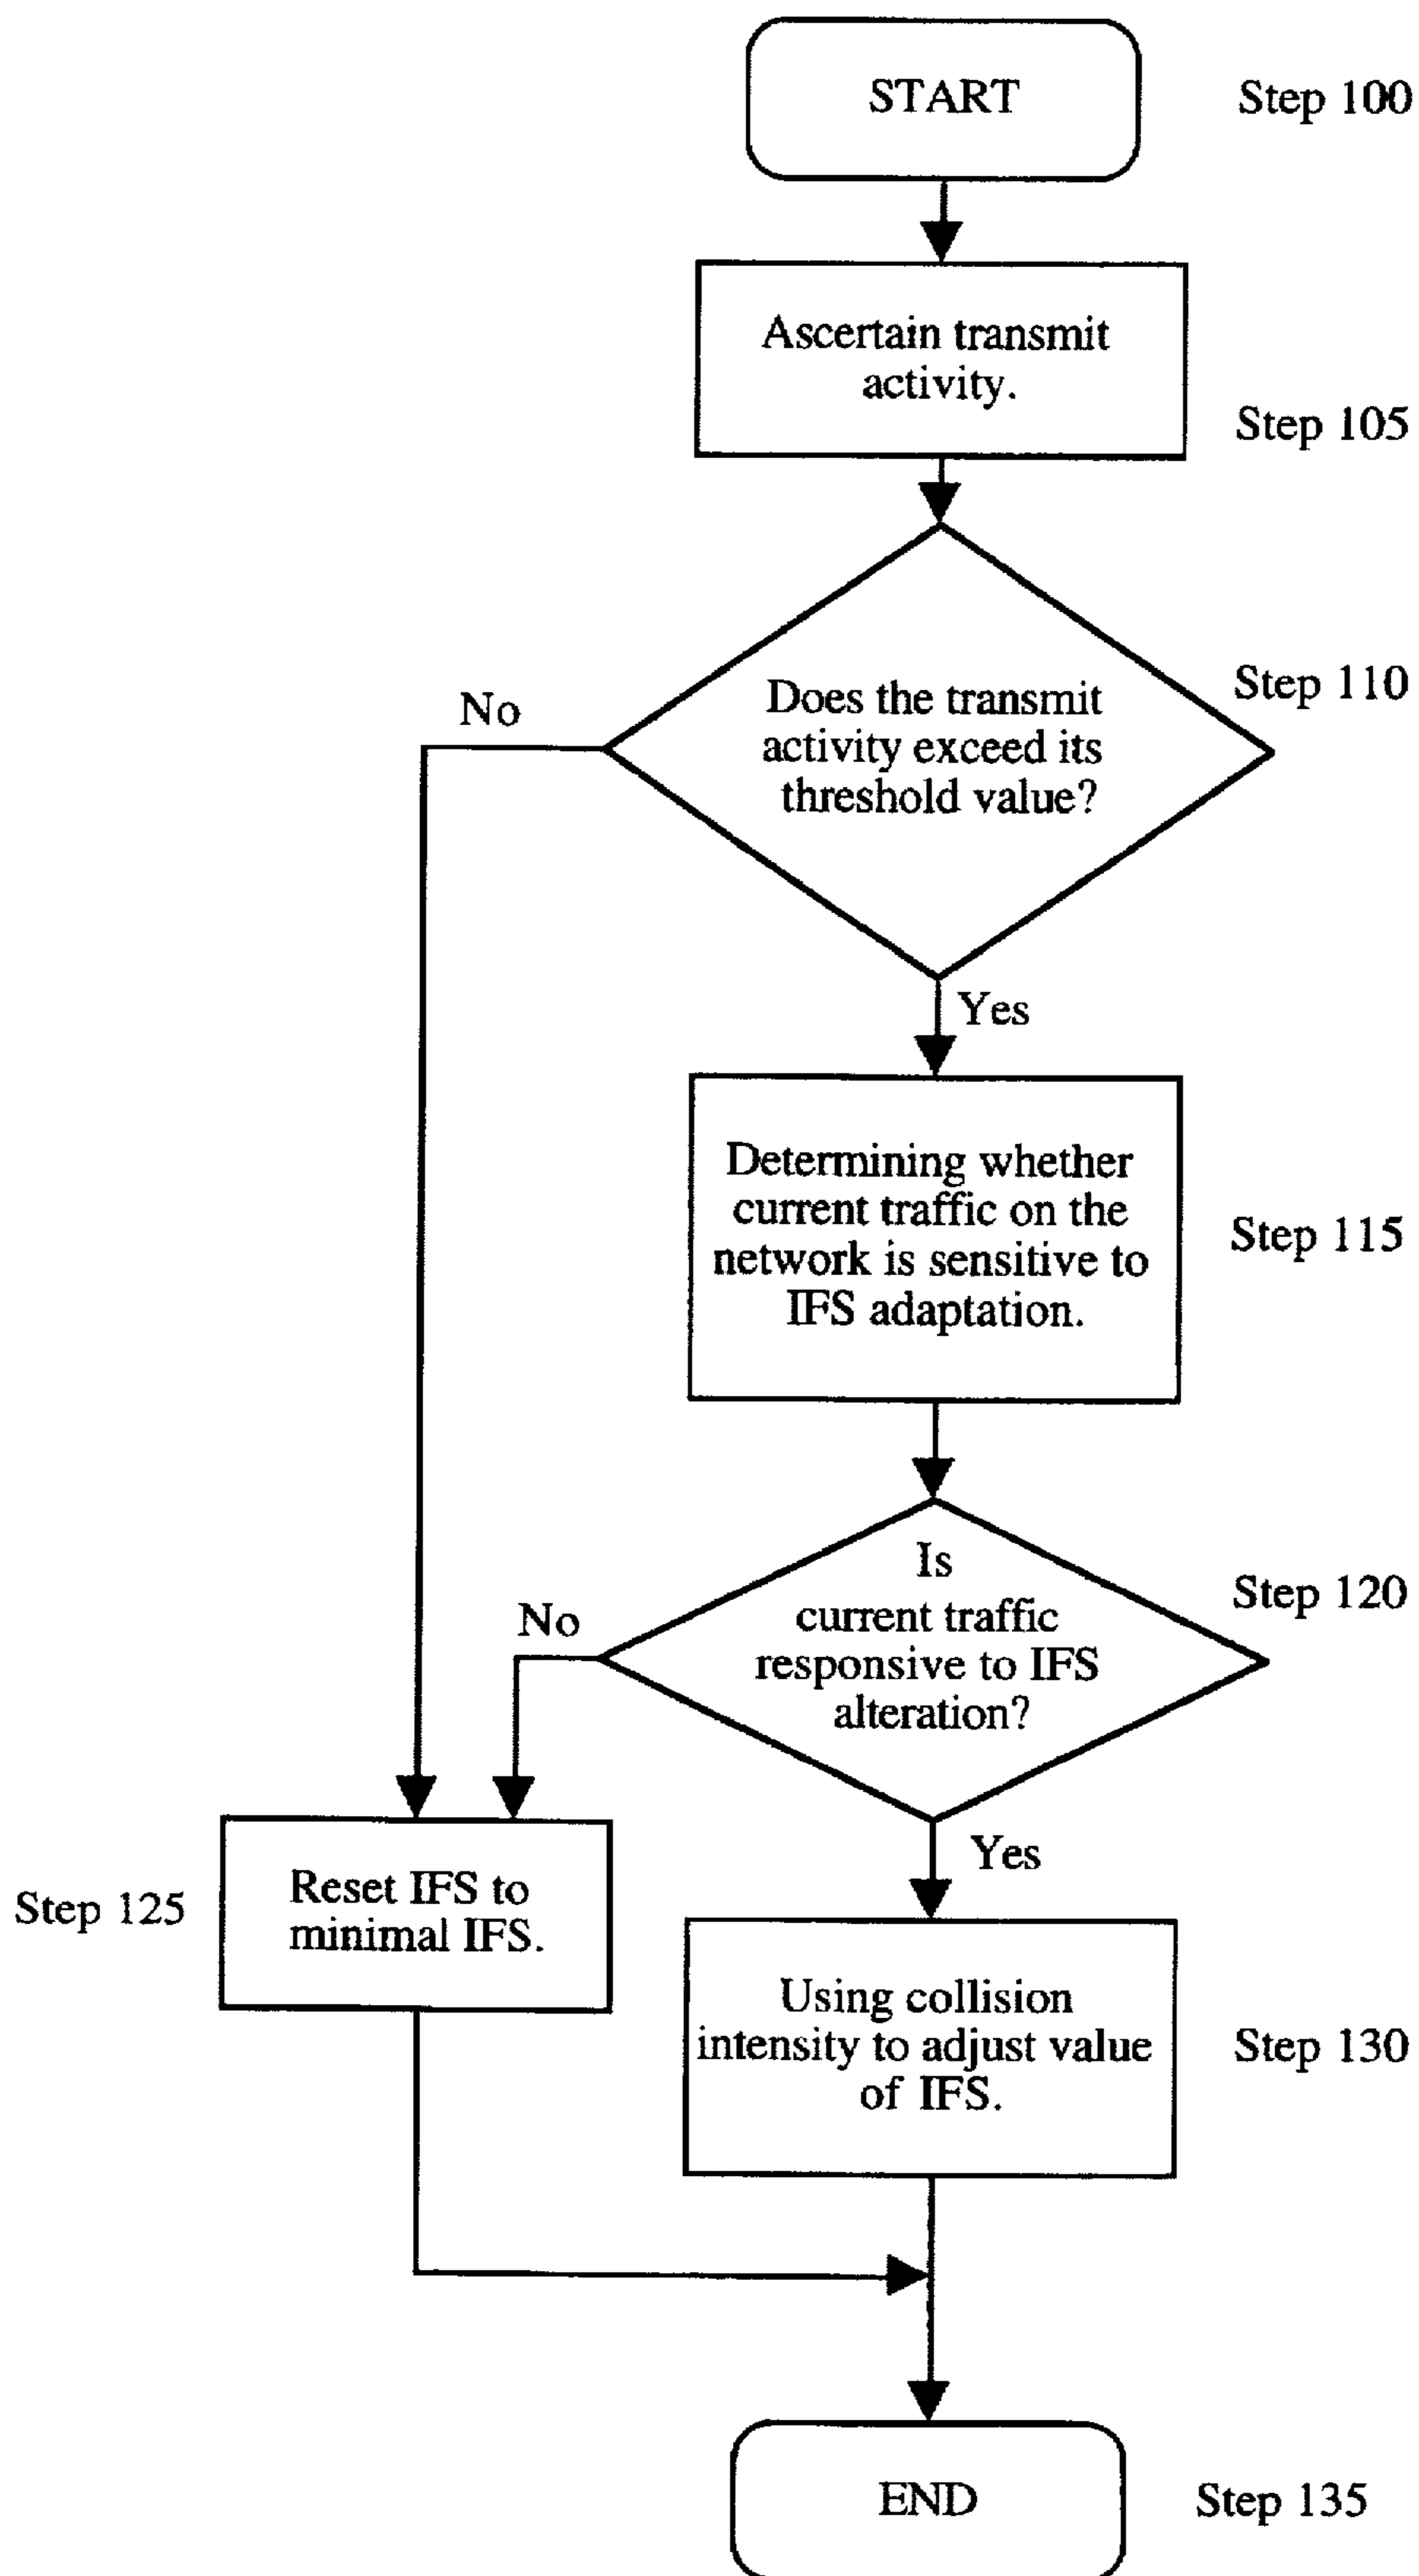 START
Step 100
Ascertain transmit
activity.
Step 105
Does the transmit
activity exceed its
threshold value?
Step 110
No
Yes
Determining whether
current traffic on the
network is sensitive to
IFS adaptation.
Step 115
Is
current traffic
responsive to IFS
alteration?
Step 120
No
Yes
Step 125
Reset IFS to
minimal IFS.
Using collision
intensity to adjust value
of IFS.
Step 130
END
Step 135